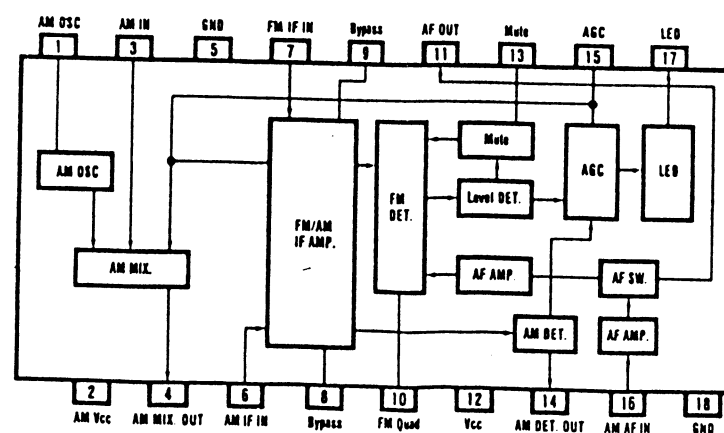 AM OSC AM IN GND FM IF IN Bypass AF OUT Mute AGC LED
1 3 5 7 9 11 13 15 17
AM OSC
AM MIX.
FM/AM
IF AMP.
FM
DET.
Mute
Level DET.
AGC
LED
AF AMP.
AF SW.
AM DET.
AF AMP.
2 4 6 8 10 12 14 16 18
AM Vcc AM MIX. OUT AM IF IN Bypass FM Quad Vcc AM DET. OUT AM AF IN GND